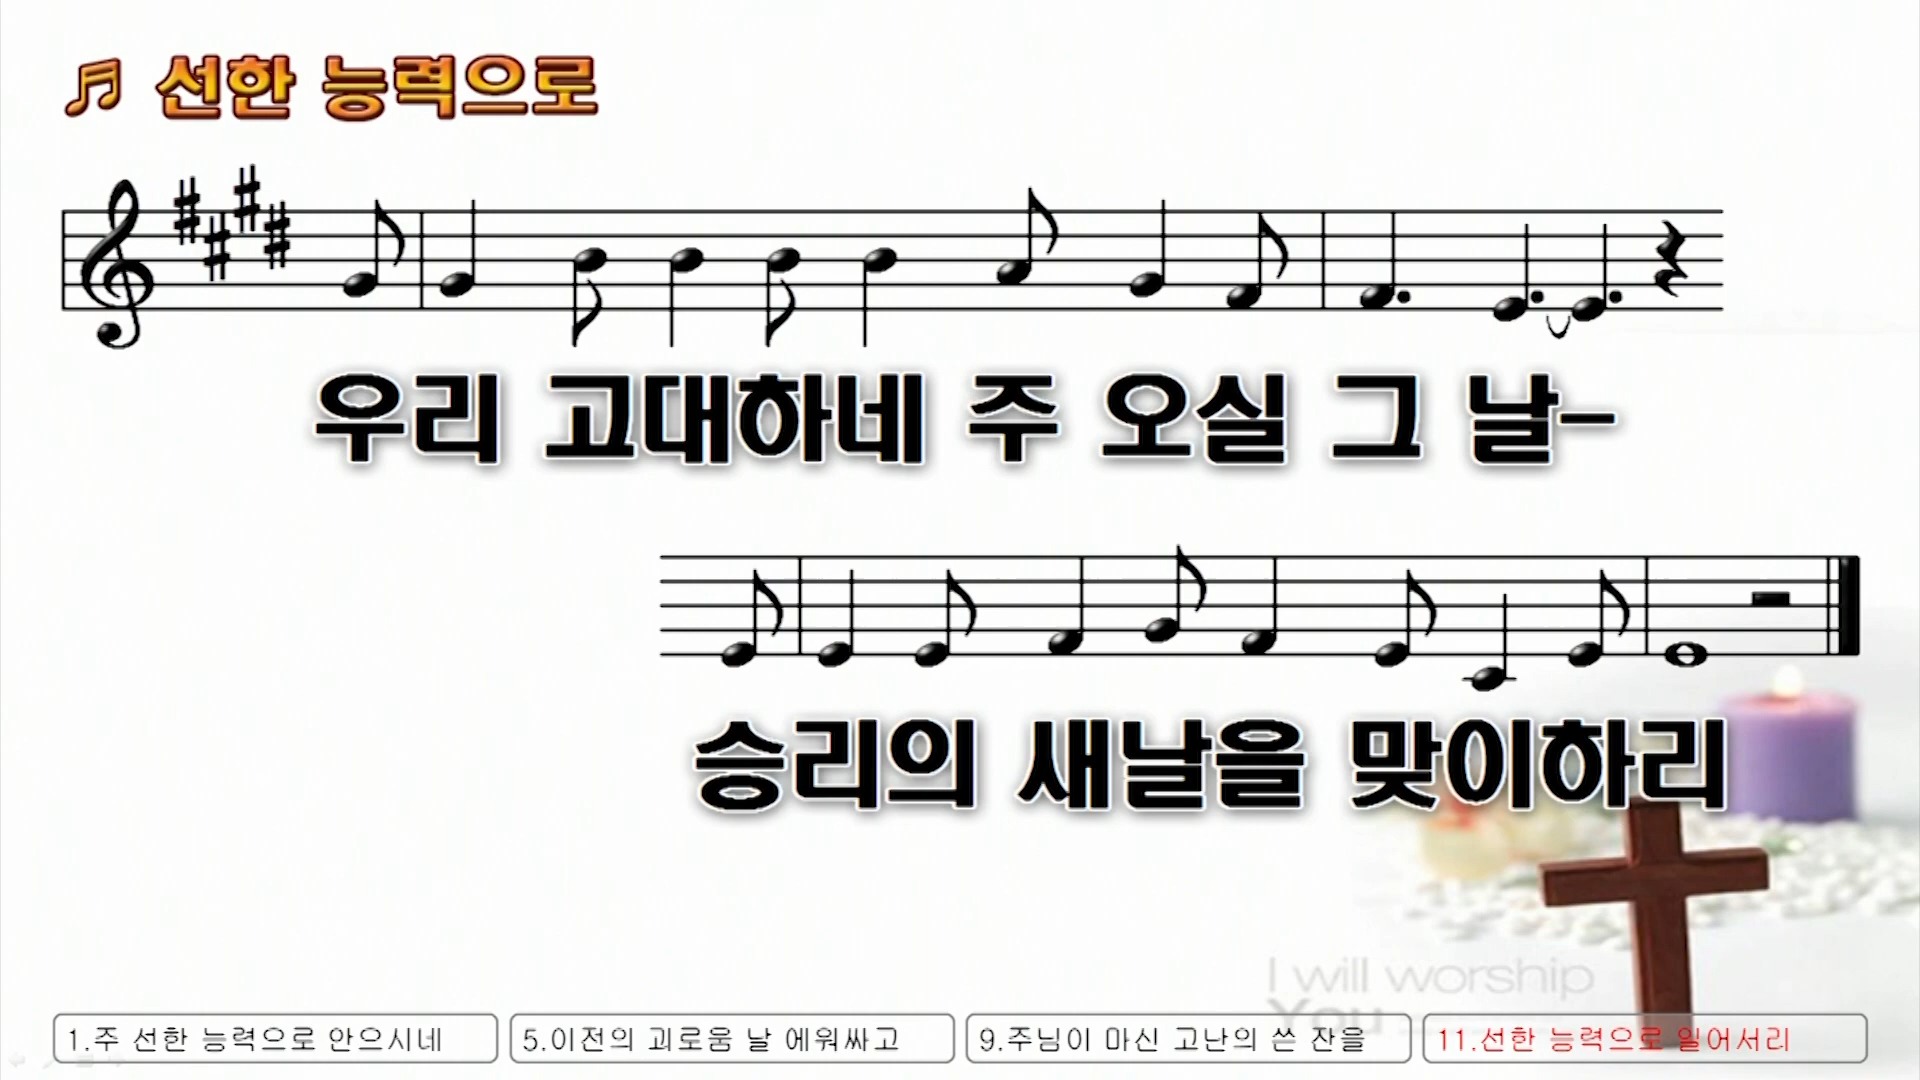 선한 능력으로
우리 고대하네 주 오실 그 날-
승리의 새날을 맞이하리
I will worship
You
1.주 선한 능력으로 안으시네
5.이전의 괴로움 날 에워싸고
9.주님이 마신 고난의 쓴 잔을
11.선한 능력으로 일어서리